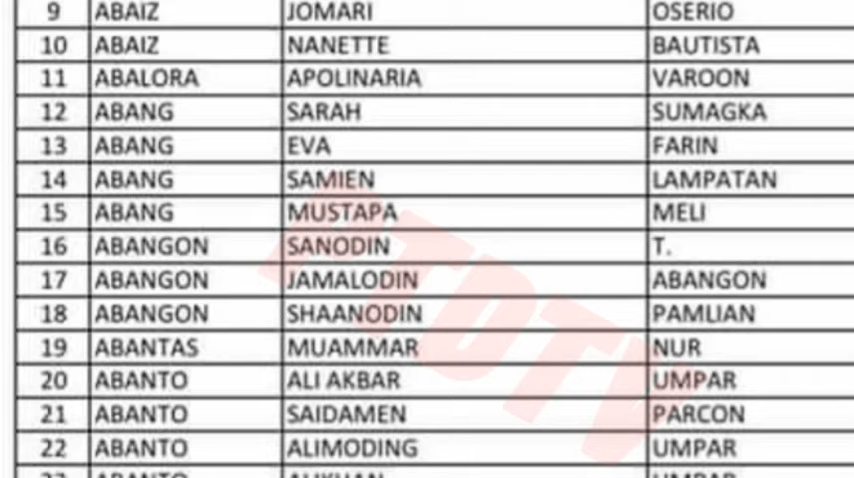 9 ABAIZ JOMARI OSERIO
10 ABAIZ NANETTE BAUTISTA
11 ABALORA APOLINARIA VAROON
12 ABANG SARAH SUMAGKA
13 ABANG EVA FARIN
14 ABANG SAMIEN LAMPATAN
15 ABANG MUSTAPA MELI
16 ABANGON SANODIN T.
17 ABANGON JAMALODIN ABANGON
18 ABANGON SHAANODIN PAMLIAN
19 ABANTAS MUAMMAR NUR
20 ABANTO ALI AKBAR UMPAR
21 ABANTO SAIDAMEN PARCON
22 ABANTO ALIMODING UMPAR